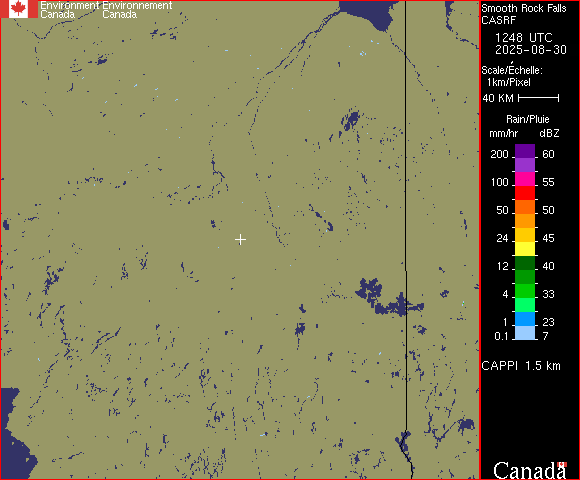 Environment Environnement
Canada Canada
Smooth Rock Falls
CASRF
1248 UTC
2025-08-30
Scale/Échelle:
1km/Pixel
40 KM
Rain/Pluie
mm/hr dBZ
200 60
100 55
50 50
24 45
12 40
4 33
1 23
0.1 7
CAPPI 1.5 km
Canada